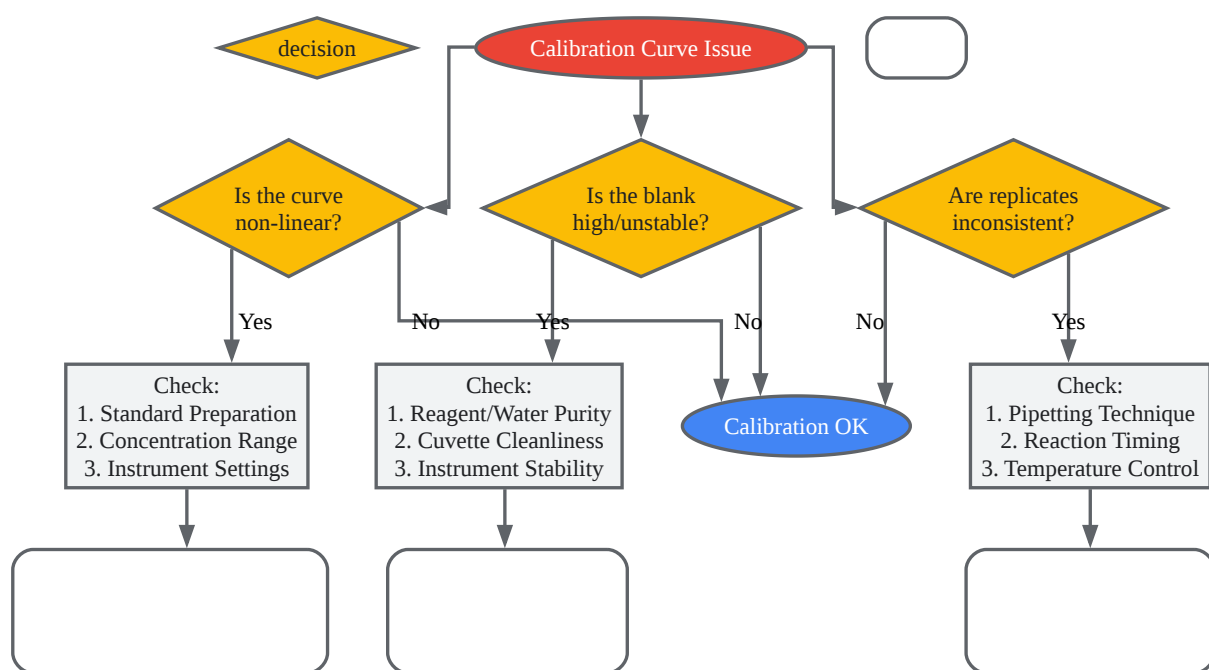 decision
Calibration Curve Issue
Is the curve
non-linear?
Is the blank
high/unstable?
Are replicates
inconsistent?
Yes
No
Yes
No
No
Yes
Check:
1. Standard Preparation
2. Concentration Range
3. Instrument Settings
Check:
1. Reagent/Water Purity
2. Cuvette Cleanliness
3. Instrument Stability
Calibration OK
Check:
1. Pipetting Technique
2. Reaction Timing
3. Temperature Control